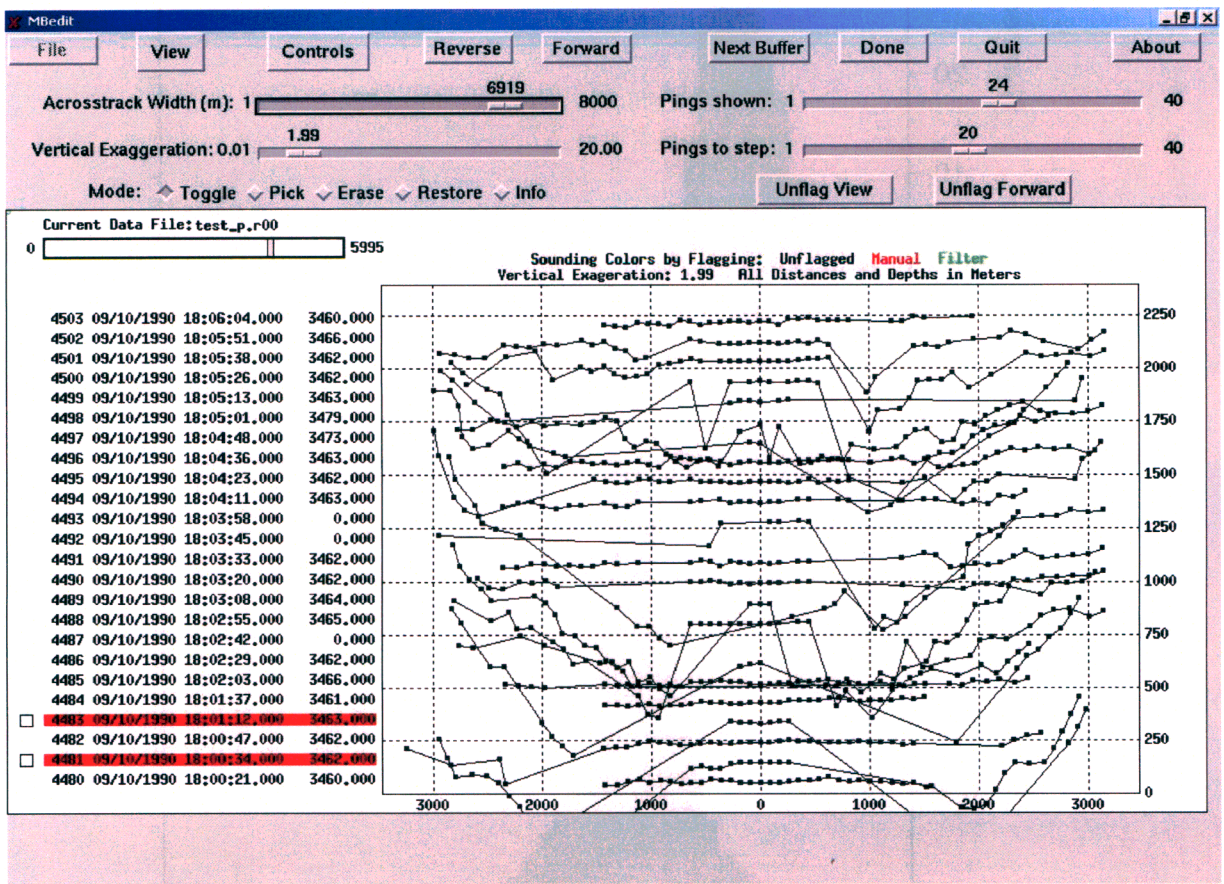 MBedit
File View Controls Reverse Forward Next Buffer Done Quit About
6919 24
Acrosstrack Width (m): 1 8000 Pings shown: 1 40
1.99 20
Vertical Exaggeration: 0.01 20.00 Pings to step: 1 40
Mode: Toggle Pick Erase Restore Info Unflag View Unflag Forward
Current Data File: test_p.r00
0 5995
Sounding Colors by Flagging: Unflagged Manual Filter
Vertical Exageration: 1.99 All Distances and Depths in Meters
4503 09/10/1990 18:06:04.000 3460.000 2250
4502 09/10/1990 18:05:51.000 3466.000
4501 09/10/1990 18:05:38.000 3462.000 2000
4500 09/10/1990 18:05:26.000 3462.000
4499 09/10/1990 18:05:13.000 3463.000
4498 09/10/1990 18:05:01.000 3479.000 1750
4497 09/10/1990 18:04:48.000 3473.000
4496 09/10/1990 18:04:36.000 3463.000
4495 09/10/1990 18:04:23.000 3462.000 1500
4494 09/10/1990 18:04:11.000 3463.000
4493 09/10/1990 18:03:58.000 0.000 1250
4492 09/10/1990 18:03:45.000 0.000
4491 09/10/1990 18:03:33.000 3462.000
4490 09/10/1990 18:03:20.000 3462.000 1000
4489 09/10/1990 18:03:08.000 3464.000
4488 09/10/1990 18:02:55.000 3465.000
4487 09/10/1990 18:02:42.000 0.000 750
4486 09/10/1990 18:02:29.000 3462.000
4485 09/10/1990 18:02:03.000 3466.000 500
4484 09/10/1990 18:01:37.000 3461.000
4483 09/10/1990 18:01:12.000 3463.000
4482 09/10/1990 18:00:47.000 3462.000 250
4481 09/10/1990 18:00:34.000 3462.000
4480 09/10/1990 18:00:21.000 3460.000 0
3000 2000 1000 0 1000 2000 3000